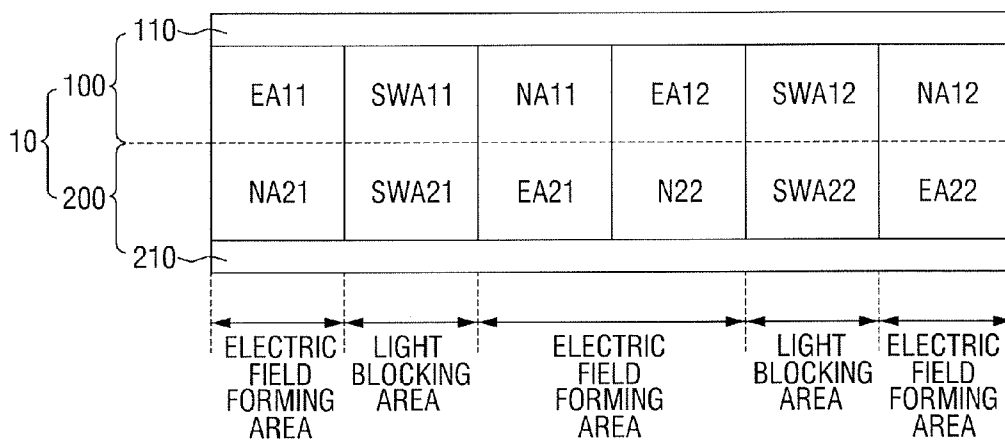 110
100
EA11 SWA11 NA11 EA12 SWA12 NA12
10
200
NA21 SWA21 EA21 N22 SWA22 EA22
210
ELECTRIC FIELD FORMING AREA
LIGHT BLOCKING AREA
ELECTRIC FIELD FORMING AREA
LIGHT BLOCKING AREA
ELECTRIC FIELD FORMING AREA